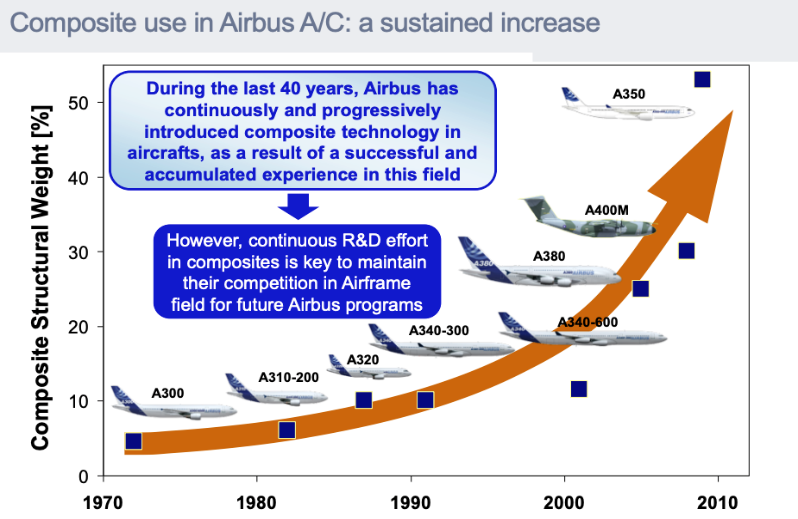 Composite use in Airbus A/C: a sustained increase
Composite Structural Weight [%]
50
40
30
20
10
0
During the last 40 years, Airbus has
continuously and progressively
introduced composite technology in
aircrafts, as a result of a successful and
accumulated experience in this field
However, continuous R&D effort
in composites is key to maintain
their competition in Airframe
field for future Airbus programs
A350
A400M
A380
A380
A340-300
A340-600
A320
A310-200
A300
1970
1980
1990
2000
2010